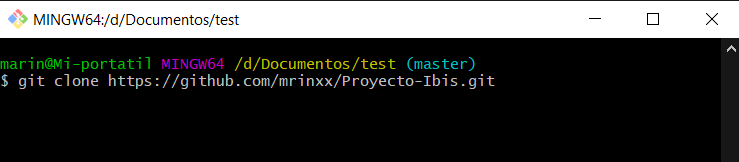 MINGW64:/d/Documentos/test
marin@Mi-portatil MINGW64 /d/Documentos/test (master)
$ git clone https://github.com/mrinxx/Proyecto-Ibis.git